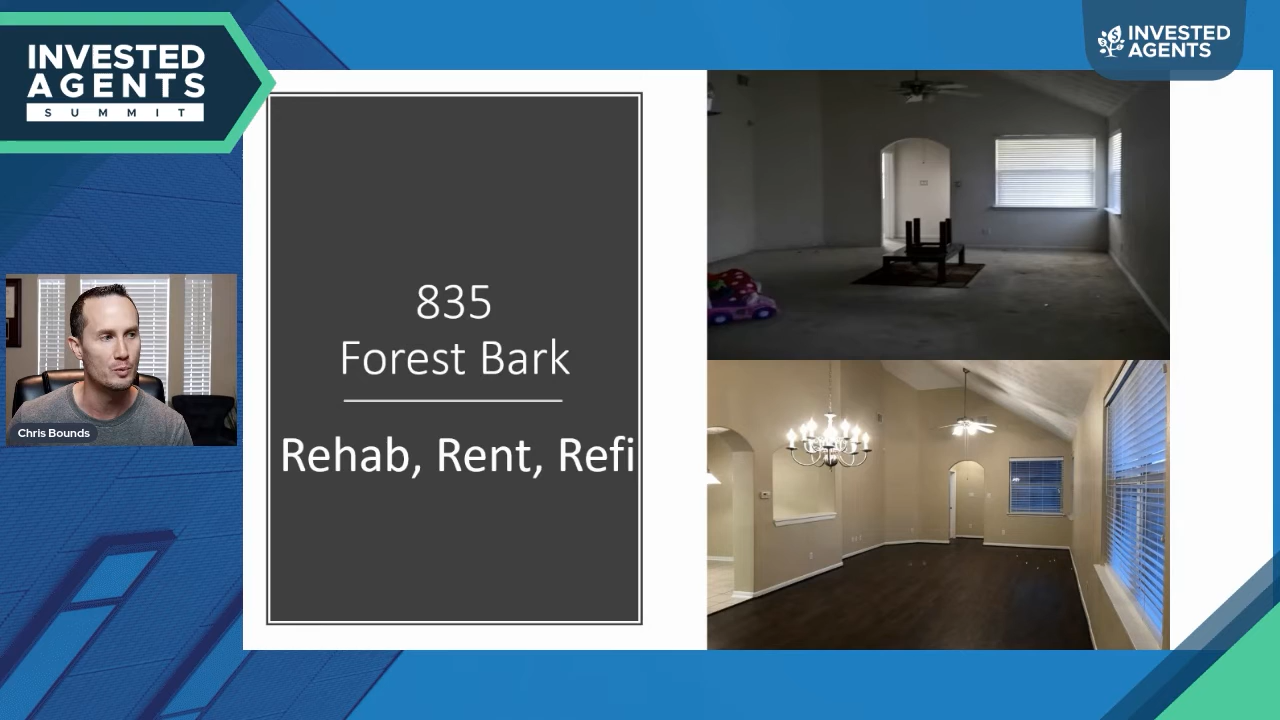 INVESTED
AGENTS
SUMMIT
INVESTED
AGENTS
835
Forest Bark
Rehab, Rent, Refi
Chris Bounds